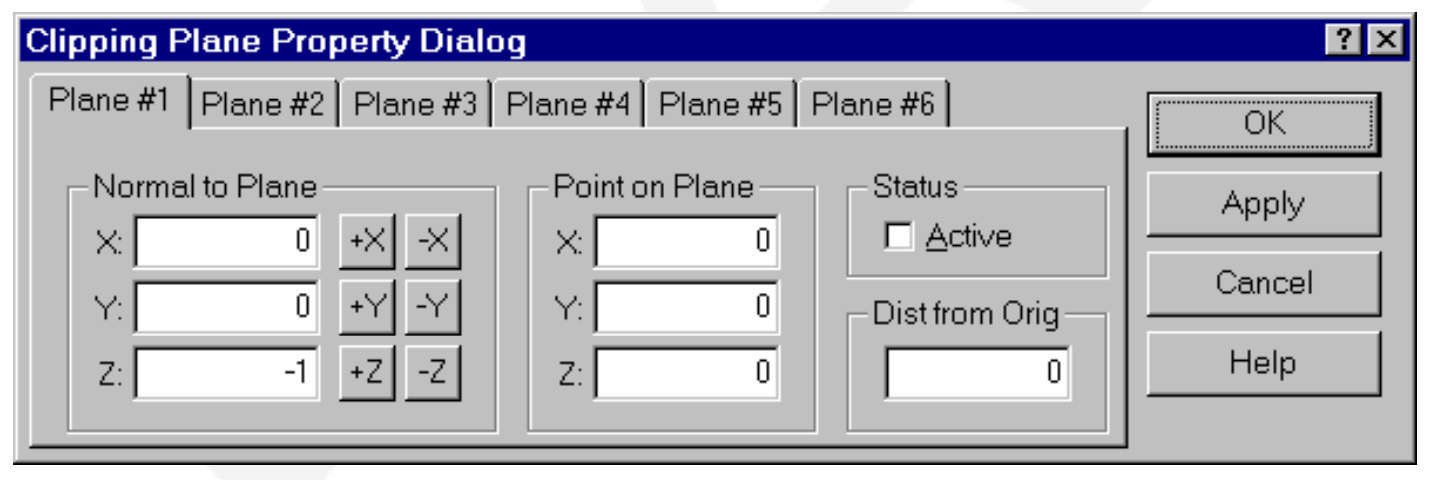 Clipping Plane Property Dialog ? ×
Plane #1 Plane #2 Plane #3 Plane #4 Plane #5 Plane #6
OK
Normal to Plane Point on Plane Status
Apply
X: 0 +X -X X: 0 Active
Cancel
Y: 0 +Y -Y Y: 0 Dist from Orig
Z: -1 +Z -Z Z: 0 0 Help